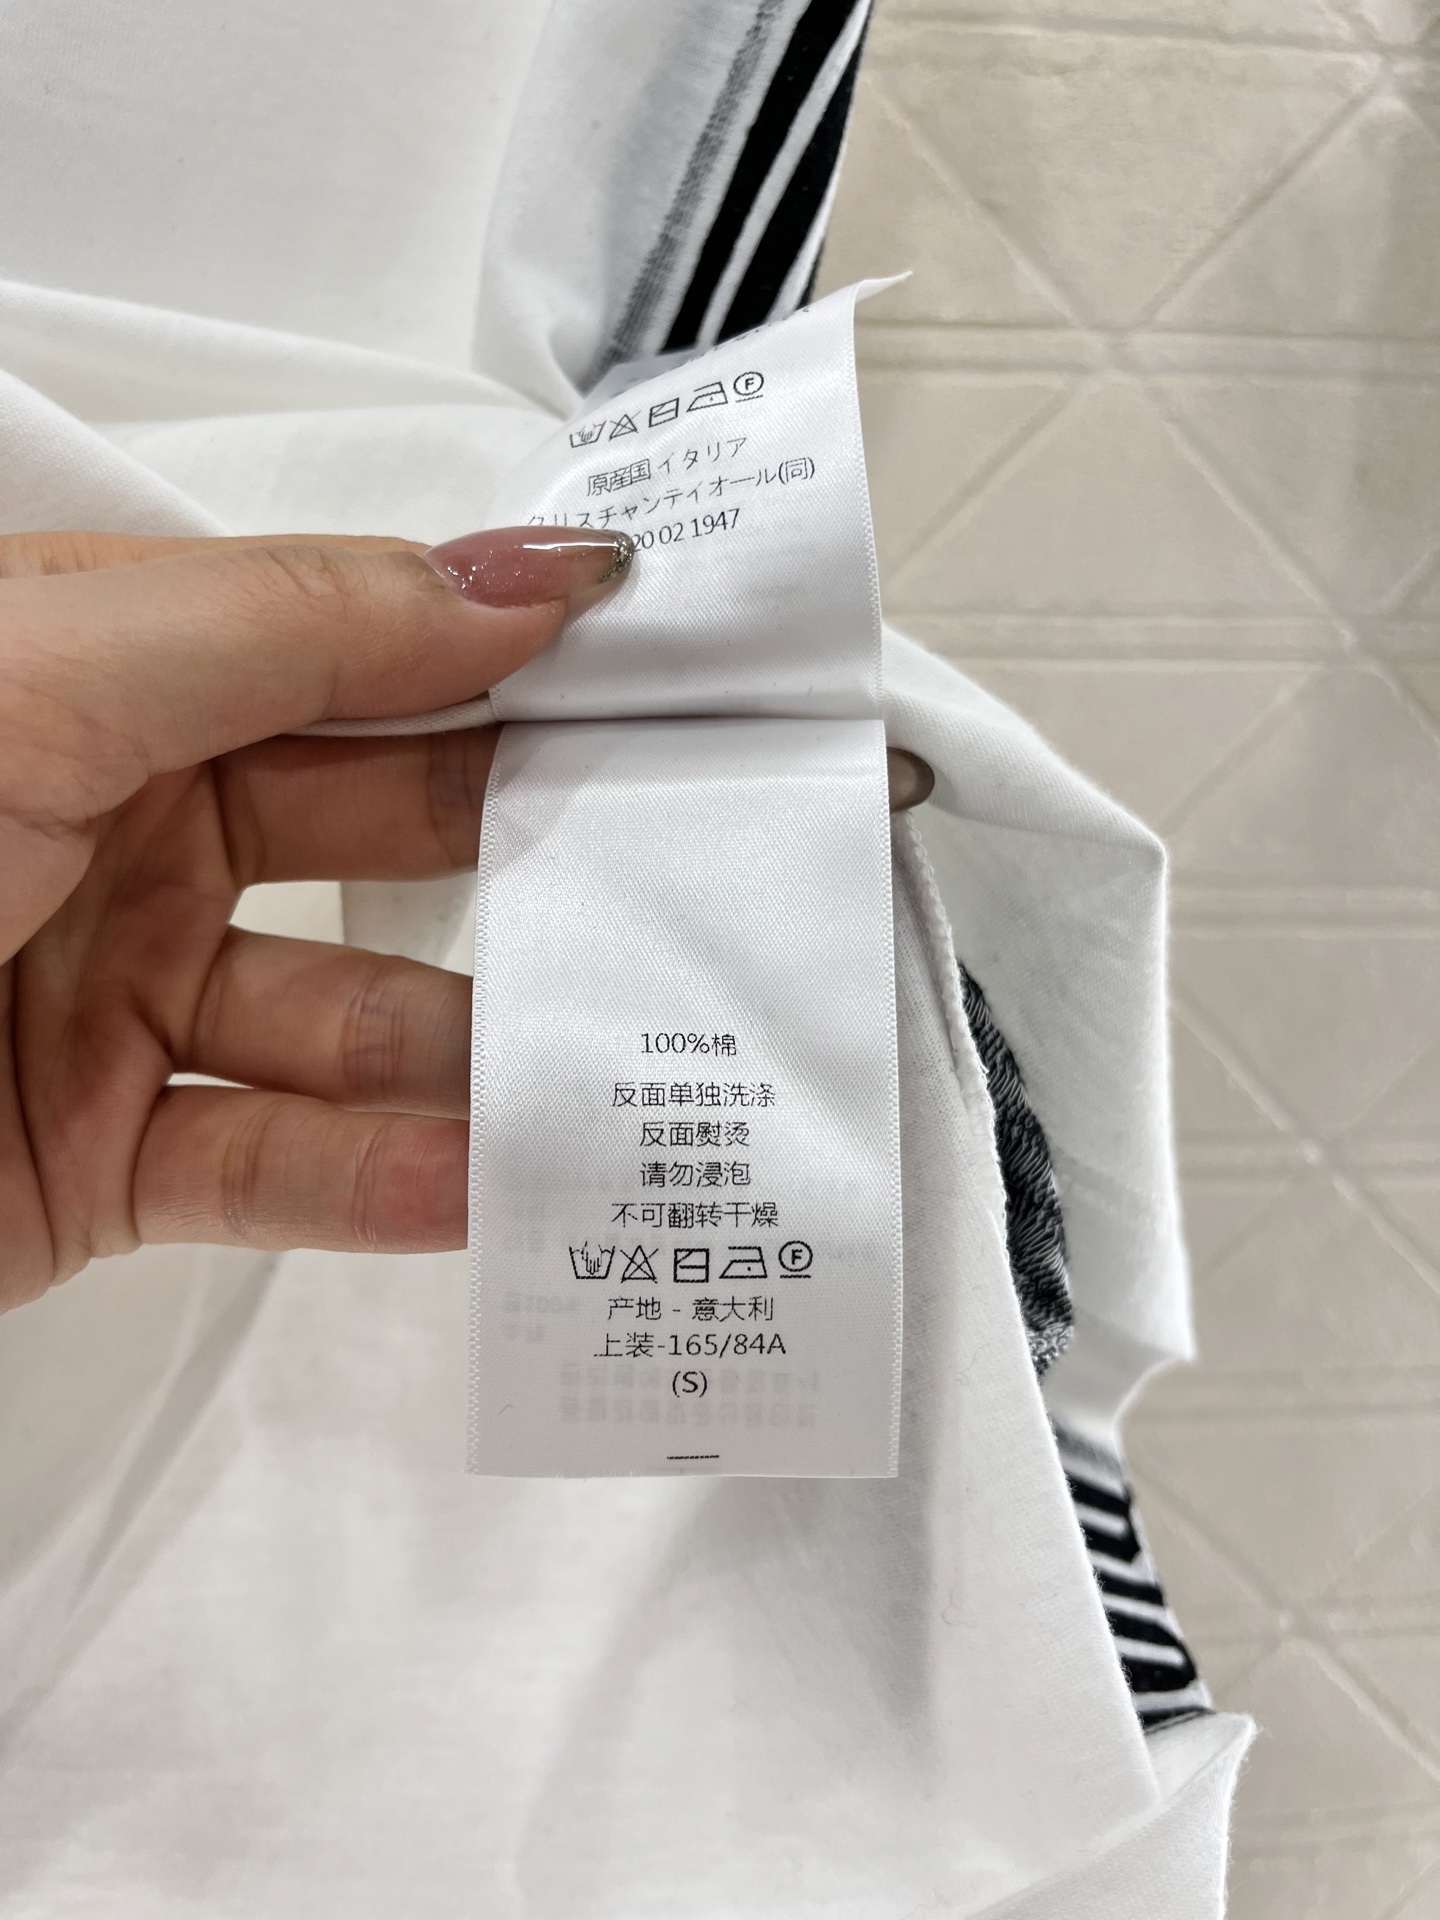 F
原産国イタリア
クリスチャンティオール(同)
20 02 1947
100%棉
反面单独洗涤
反面熨烫
请勿浸泡
不可翻转干燥
F
产地 - 意大利
上装-165/84A
(S)